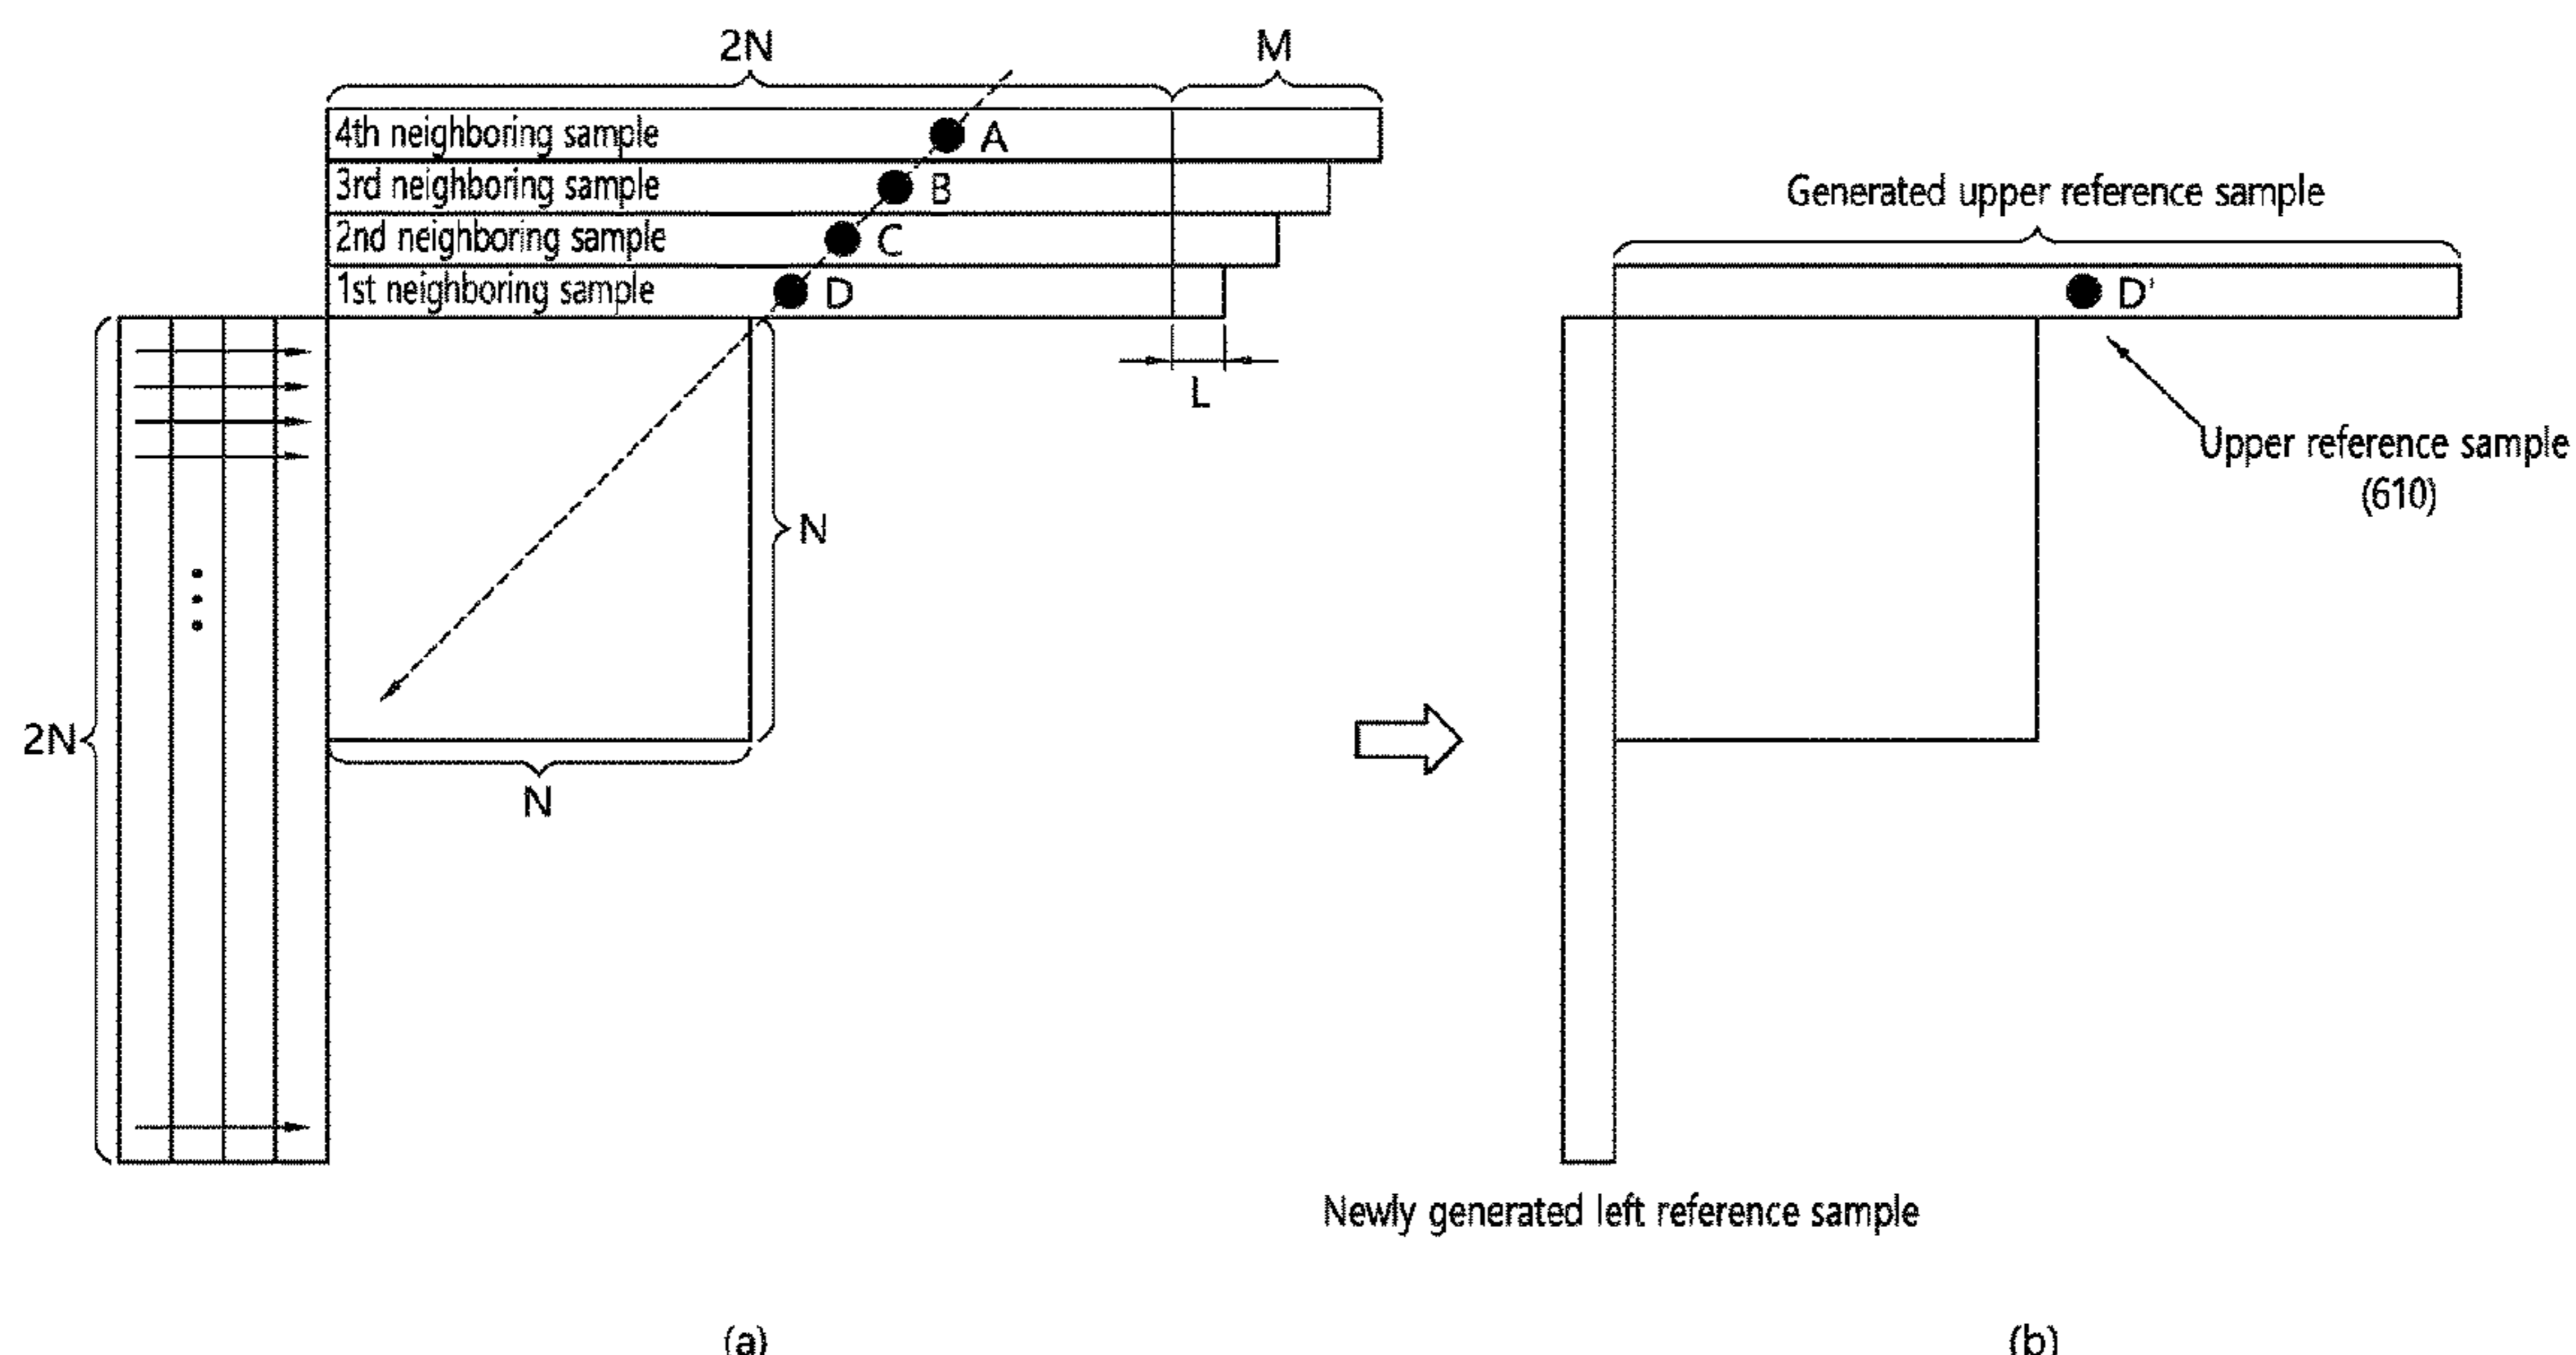 2N
M
4th neighboring sample
A
3rd neighboring sample
B
2nd neighboring sample
C
1st neighboring sample
D
L
2N
N
N
Generated upper reference sample
D'
Upper reference sample
(610)
Newly generated left reference sample
(a)
(b)